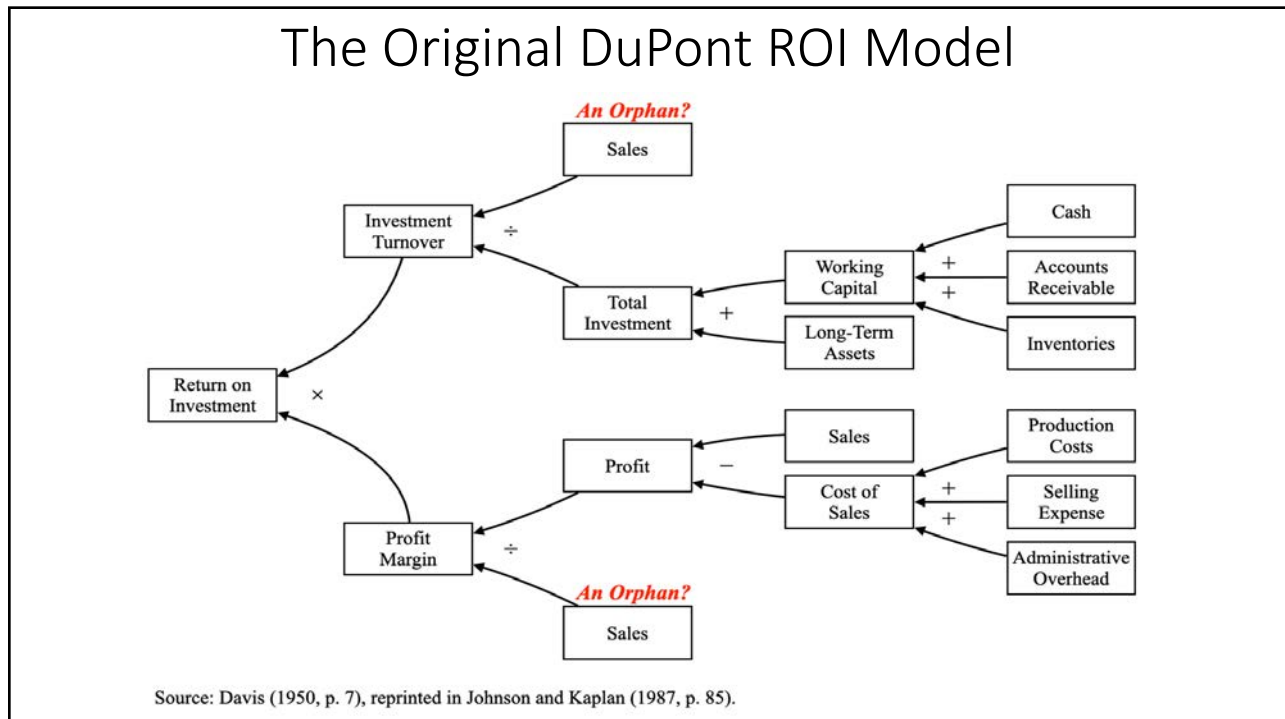 The Original DuPont ROI Model
An Orphan?
Sales
Investment
Turnover
÷
Total
Investment
+
Working
Capital
Long-Term
Assets
+
+
Cash
Accounts
Receivable
Inventories
Return on
Investment
×
Profit
−
Sales
Cost of
Sales
+
+
Production
Costs
Selling
Expense
Administrative
Overhead
Profit
Margin
÷
An Orphan?
Sales
Source: Davis (1950, p. 7), reprinted in Johnson and Kaplan (1987, p. 85).